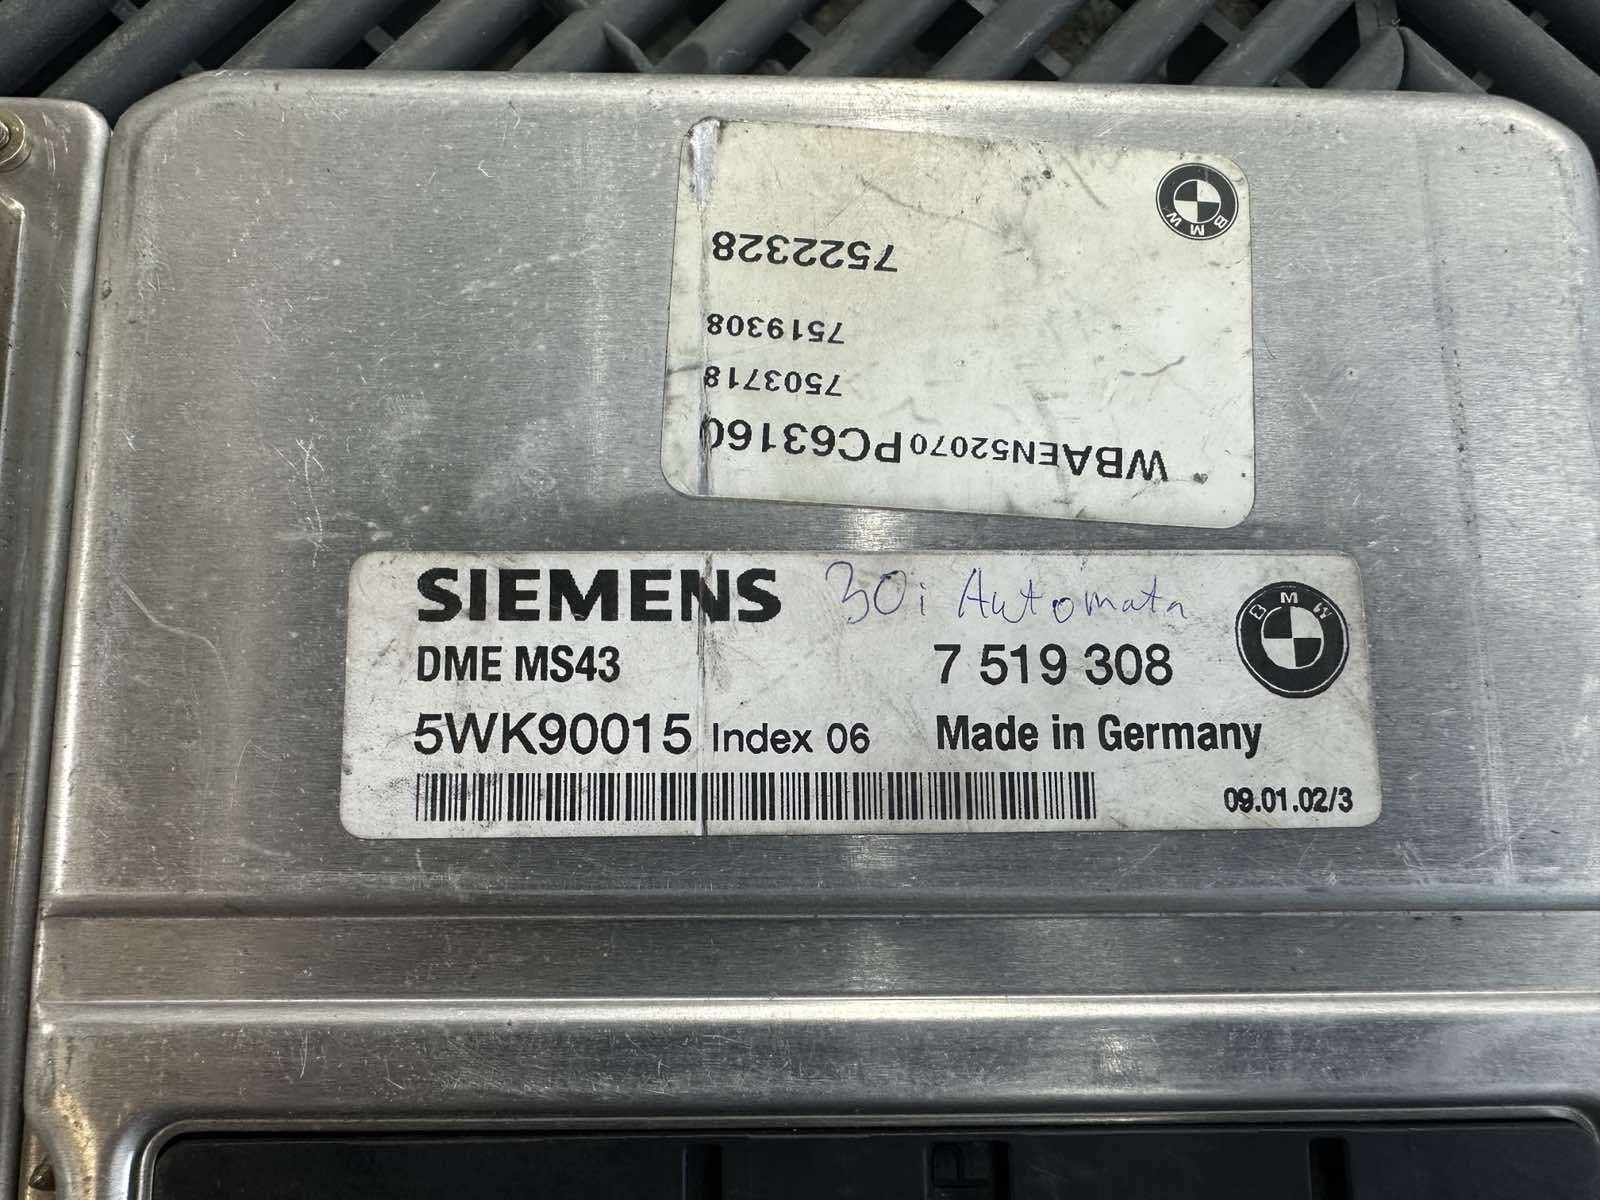 B M W
7522328
7519308
7503718
WBAEN52070PC63160
SIEMENS 30i Automata
DME MS43 7 519 308
B M W
5WK90015 Index 06 Made in Germany
09.01.02/3